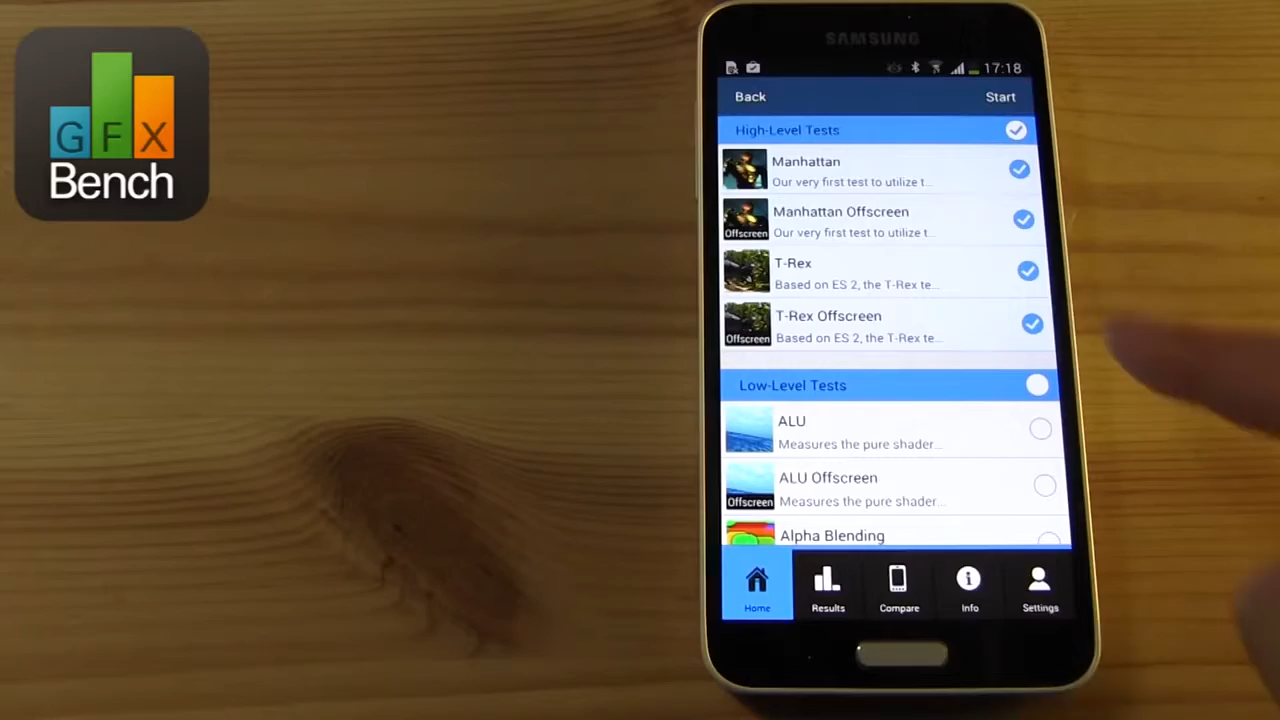 GFX
Bench
SAMSUNG
17:18
Back
Start
High-Level Tests
Manhattan
Our very first test to utilize t...
Offscreen
Manhattan Offscreen
Our very first test to utilize t...
T-Rex
Based on ES 2, the T-Rex te...
Offscreen
T-Rex Offscreen
Based on ES 2, the T-Rex te...
Low-Level Tests
ALU
Measures the pure shader...
Offscreen
ALU Offscreen
Measures the pure shader...
Alpha Blending
Home
Results
Compare
Info
Settings